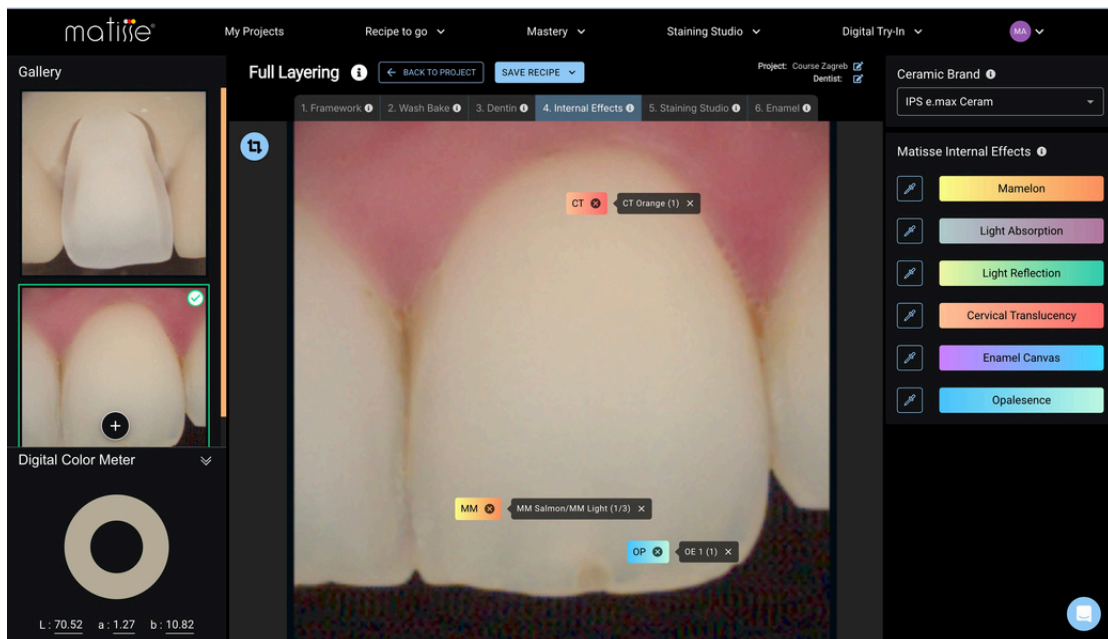 matisse
My Projects
Recipe to go
Mastery
Staining Studio
Digital Try-In
MA
Gallery
Full Layering
← BACK TO PROJECT
SAVE RECIPE
Project: Course Zagreb
Dentist:
Ceramic Brand
IPS e.max Ceram
1. Framework
2. Wash Bake
3. Dentin
4. Internal Effects
5. Staining Studio
6. Enamel
Matisse Internal Effects
Mamelon
Light Absorption
Light Reflection
Cervical Translucency
Enamel Canvas
Opalesence
CT
CT Orange (1) ×
MM
MM Salmon/MM Light (1/3) ×
OP
OE 1 (1) ×
Digital Color Meter
L : 70.52 a : 1.27 b : 10.82